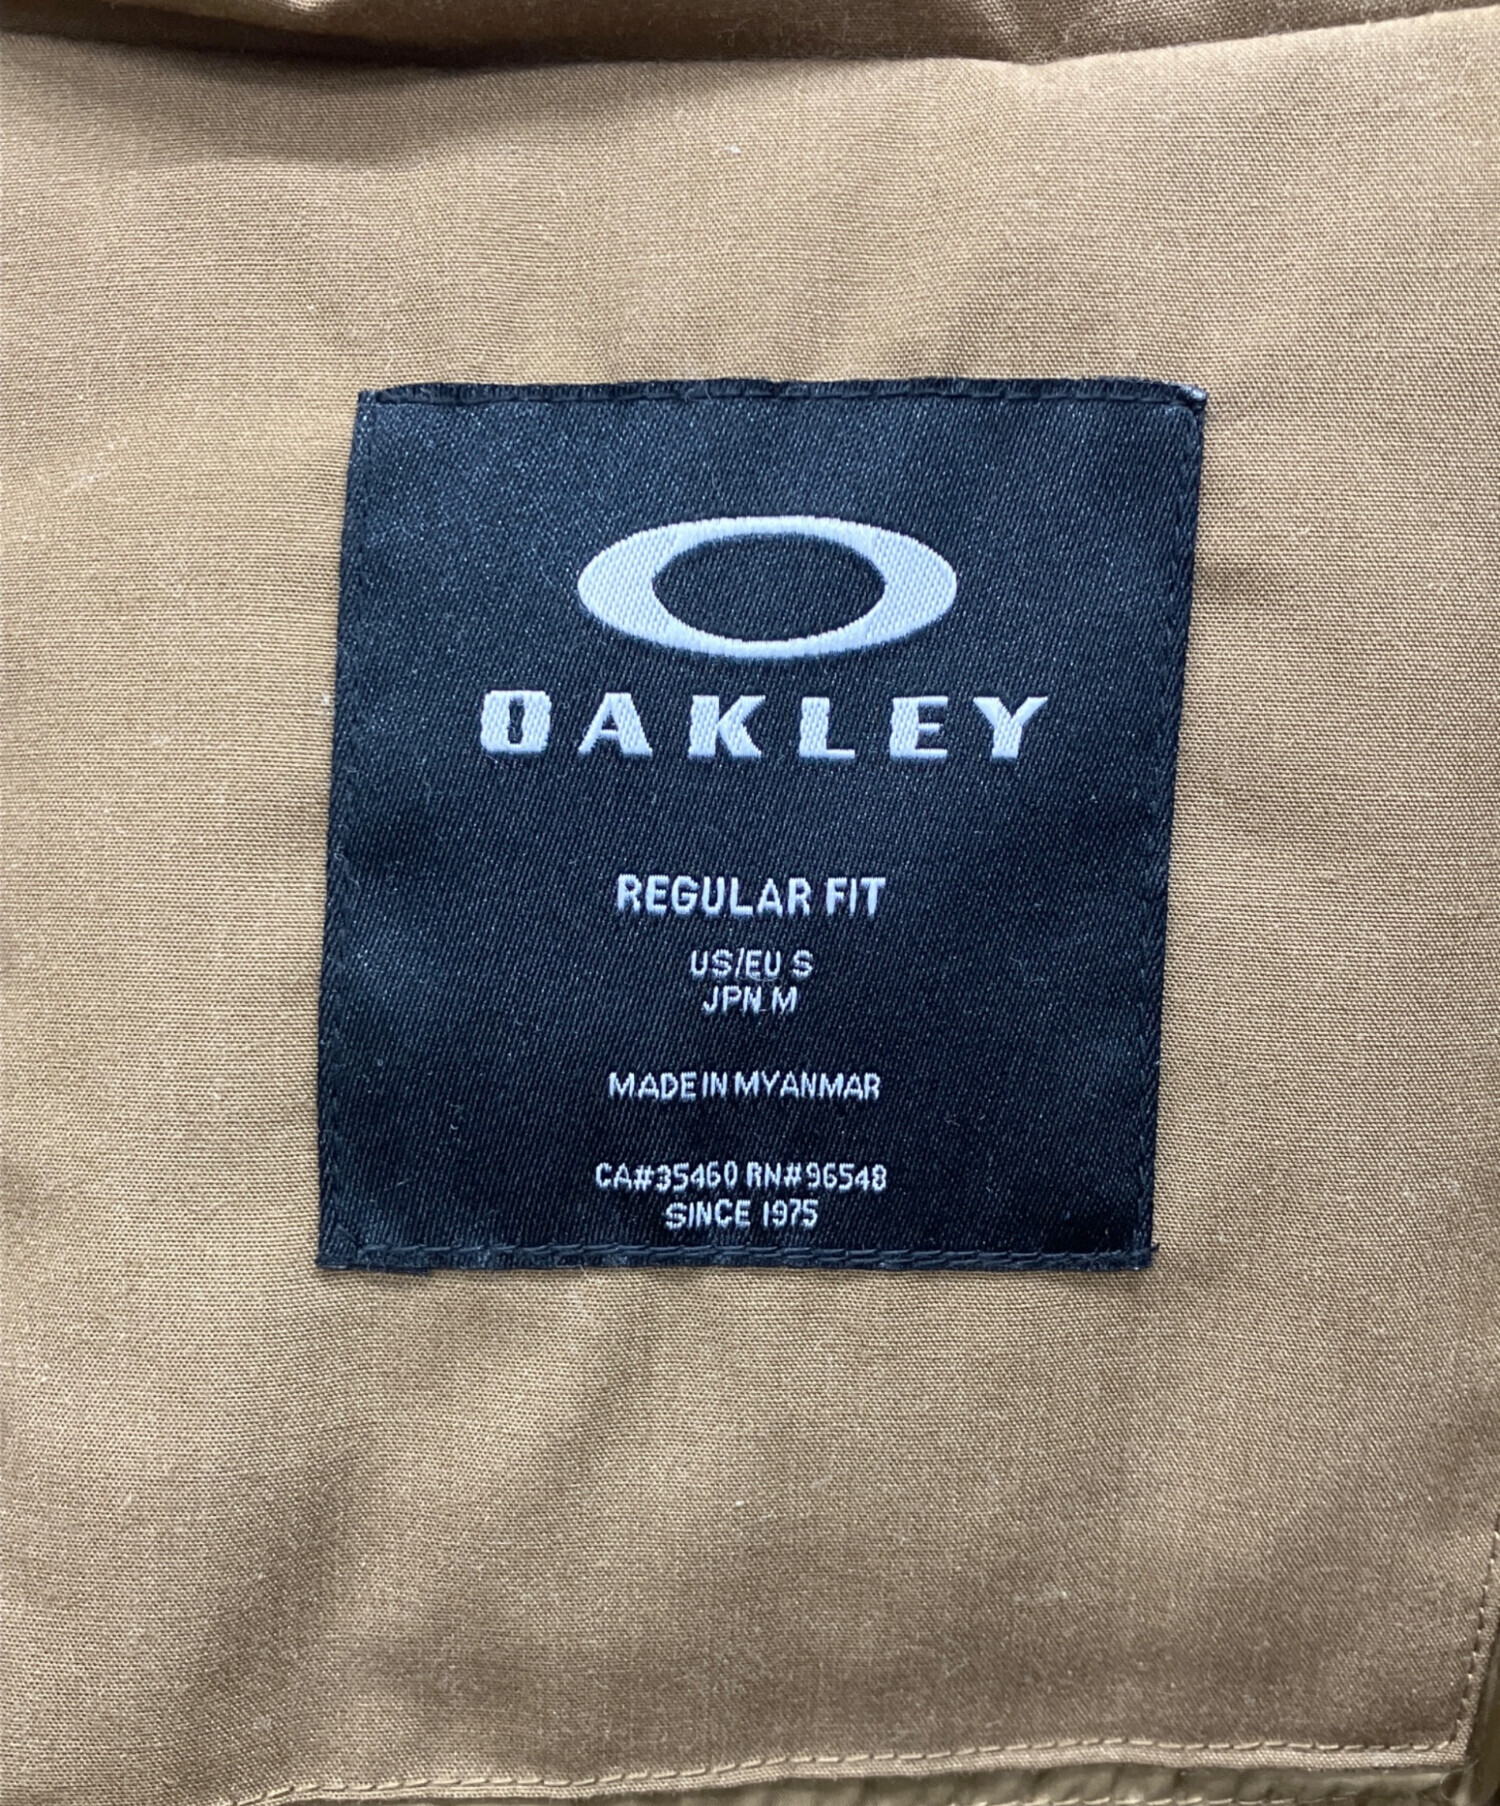 OAKLEY
REGULAR FIT
US/EU S
JPN M
MADE IN MYANMAR
CA#35460 RN#96548
SINCE 1975